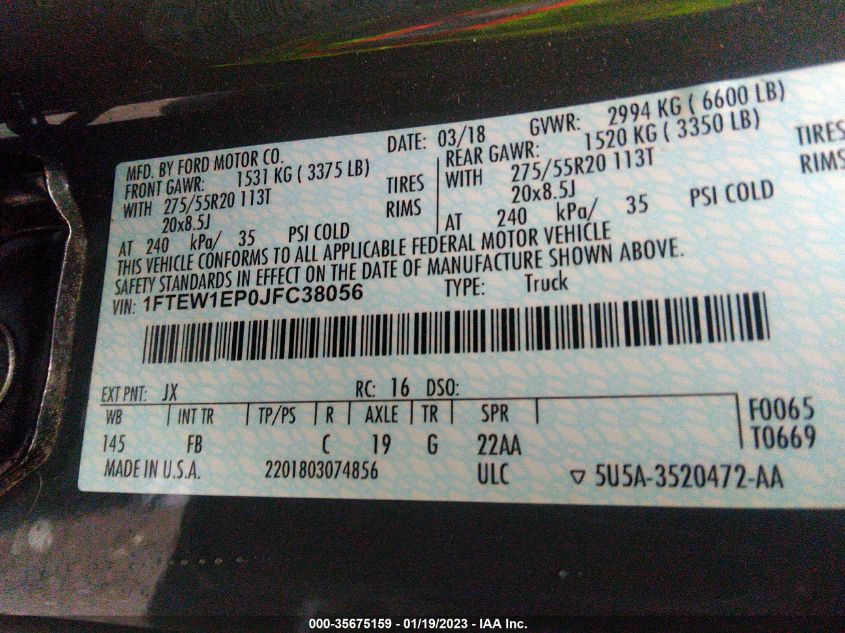 MFD. BY FORD MOTOR CO. DATE: 03/18 GVWR: 2994 KG ( 6600 LB)
FRONT GAWR: 1531 KG ( 3375 LB) REAR GAWR: 1520 KG ( 3350 LB)
WITH 275/55R20 113T TIRES WITH 275/55R20 113T TIRES
20x8.5J RIMS 20x8.5J RIMS
AT 240 kPa/ 35 PSI COLD AT 240 kPa/ 35 PSI COLD
THIS VEHICLE CONFORMS TO ALL APPLICABLE FEDERAL MOTOR VEHICLE
SAFETY STANDARDS IN EFFECT ON THE DATE OF MANUFACTURE SHOWN ABOVE.
VIN: 1FTEW1EP0JFC38056 TYPE: Truck
EXT PNT: JX RC: 16 DSO:
WB INT TR TP/PS R AXLE TR SPR F0065
145 FB C 19 G 22AA T0669
MADE IN U.S.A. 2201803074856 ULC ▽ 5U5A-3520472-AA
000-35675159 - 01/19/2023 - IAA Inc.